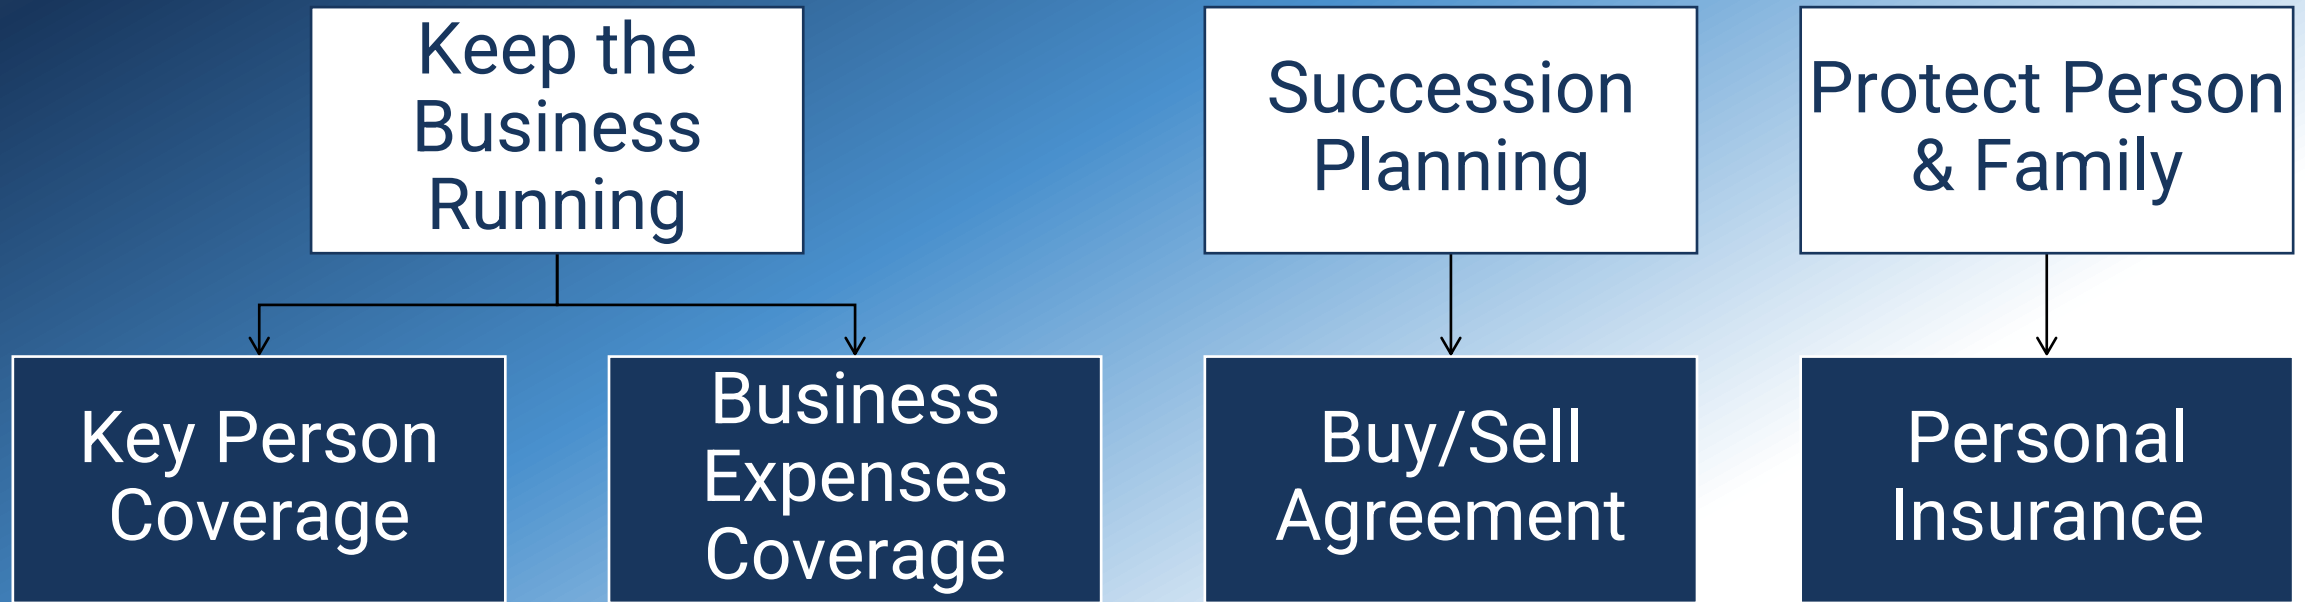 Keep the
Business
Running
Succession
Planning
Protect Person
& Family
Key Person
Coverage
Business
Expenses
Coverage
Buy/Sell
Agreement
Personal
Insurance